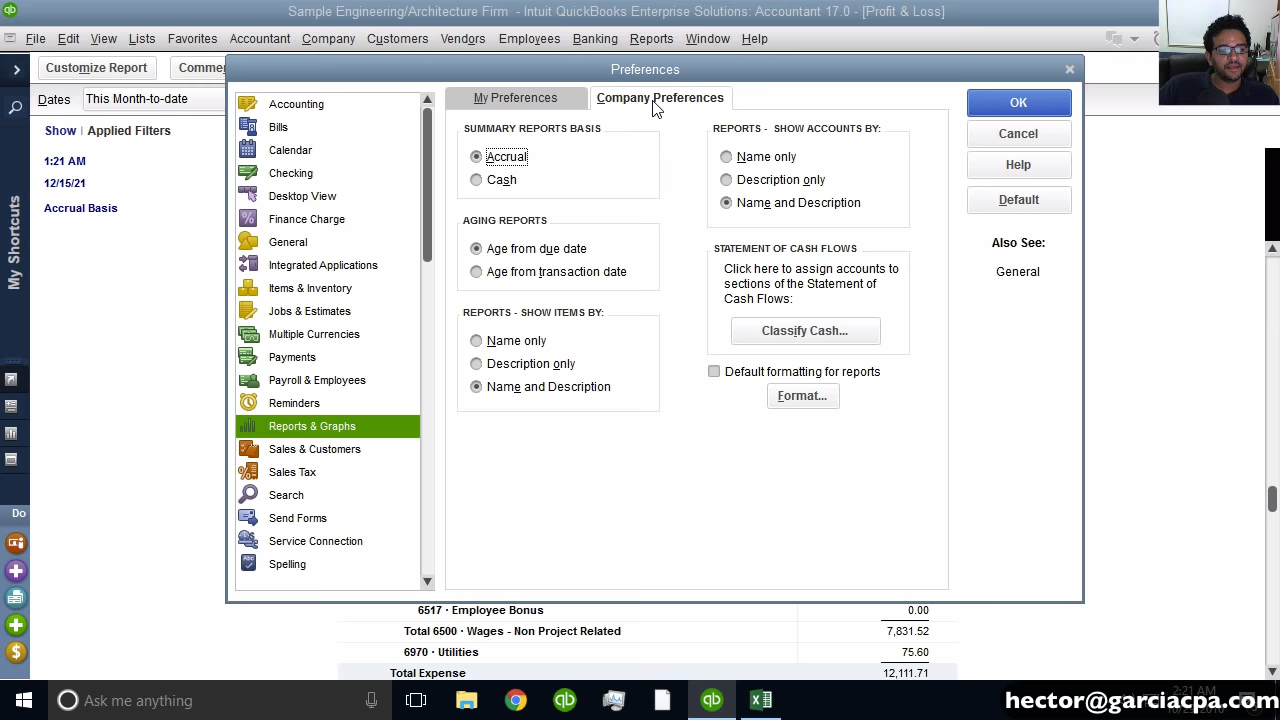 Sample Engineering/Architecture Firm - Intuit QuickBooks Enterprise Solutions: Accountant 17.0 - [Profit & Loss]
File Edit View Lists Favorites Accountant Company Customers Vendors Employees Banking Reports Window Help
Customize Report
Dates This Month-to-date
Show | Applied Filters
1:21 AM
12/15/21
Accrual Basis
My Shortcuts
Do
Preferences
Accounting
Bills
Calendar
Checking
Desktop View
Finance Charge
General
Integrated Applications
Items & Inventory
Jobs & Estimates
Multiple Currencies
Payments
Payroll & Employees
Reminders
Reports & Graphs
Sales & Customers
Sales Tax
Search
Send Forms
Service Connection
Spelling
My Preferences
Company Preferences
SUMMARY REPORTS BASIS
Accrual
Cash
AGING REPORTS
Age from due date
Age from transaction date
REPORTS - SHOW ITEMS BY:
Name only
Description only
Name and Description
REPORTS - SHOW ACCOUNTS BY:
Name only
Description only
Name and Description
STATEMENT OF CASH FLOWS
Click here to assign accounts to
sections of the Statement of
Cash Flows:
Classify Cash...
Default formatting for reports
Format...
OK
Cancel
Help
Default
Also See:
General
6517 · Employee Bonus 0.00
Total 6500 · Wages - Non Project Related 7,831.52
6970 · Utilities 75.60
Total Expense 12,111.71
Ask me anything
hector@garciacpa.com